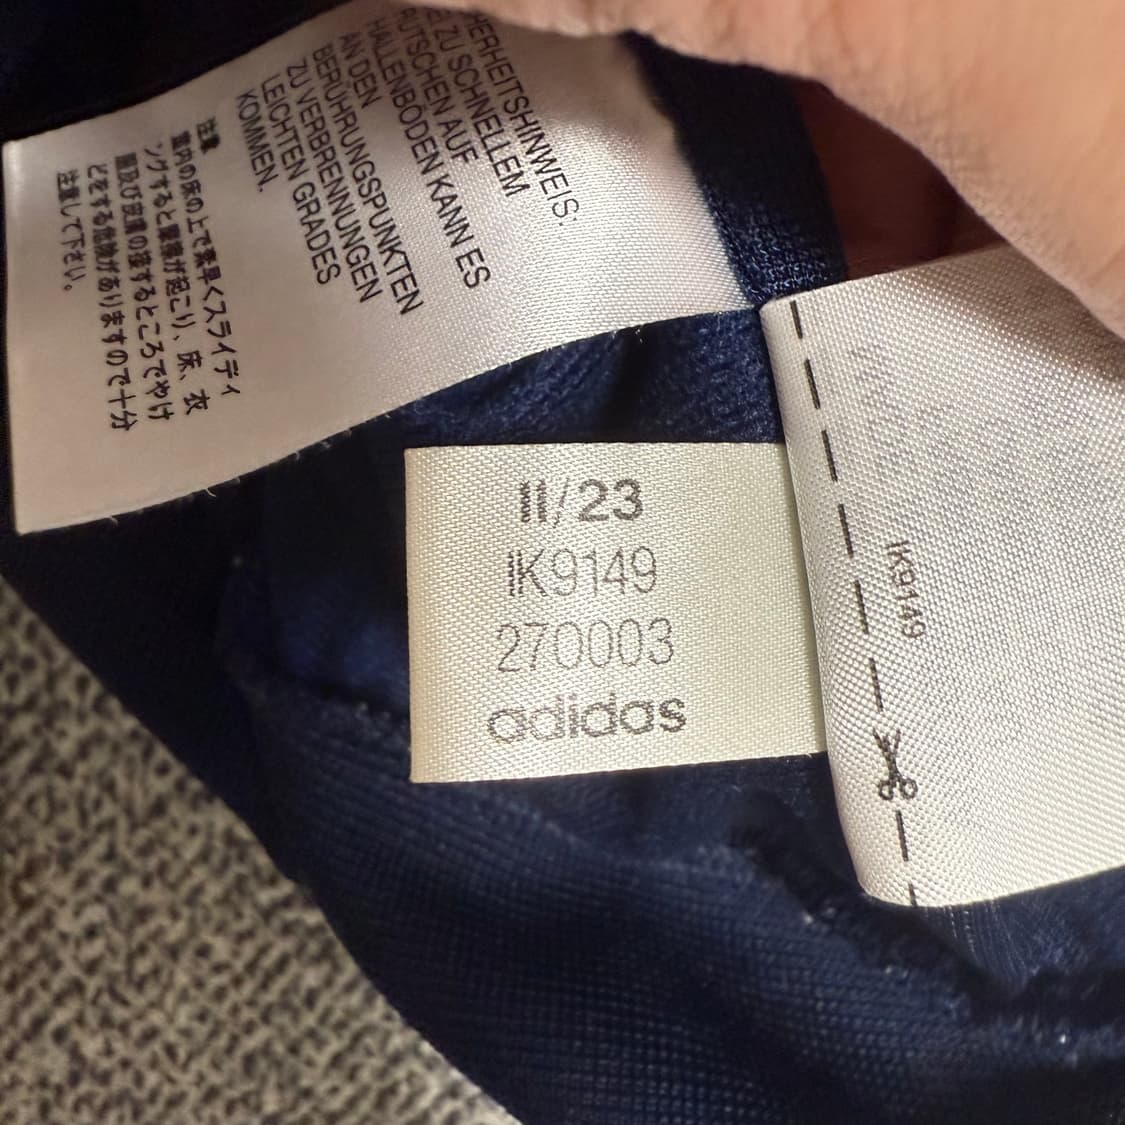 HERHEITSHINWEIS:
EI ZU SCHNELLEM
RUTSCHEN AUF
HALLENBÖDEN KANN ES
AN DEN
BERÜHRUNGSPUNKTEN
ZU VERBRENNUNGEN
LEICHTEN GRADES
KOMMEN.
注意
室内の床の上で素早くスライディ
ングすると摩擦が起こり、床、衣
服及び皮膚の接するところでやけ
どをする危険がありますので十分
注意して下さい。
11/23
IK9149
270003
adidas
IK9149